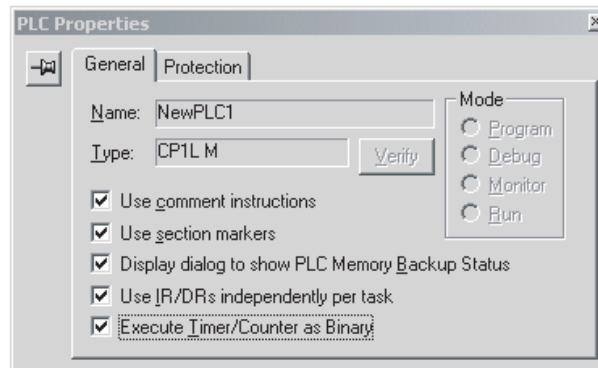 PLC Properties
General Protection
Name: NewPLC1
Type: CP1L M Verify
Mode
Program
Debug
Monitor
Run
Use comment instructions
Use section markers
Display dialog to show PLC Memory Backup Status
Use IR/DRs independently per task
Execute Timer/Counter as Binary